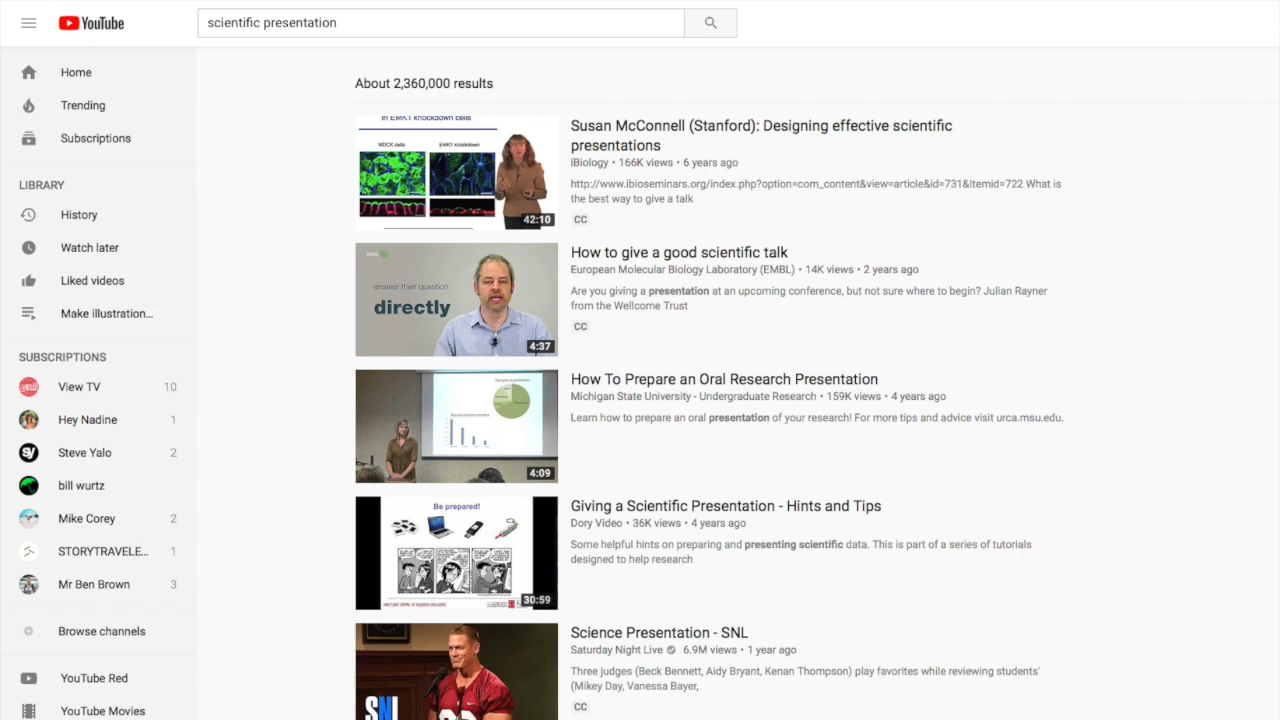 YouTube
scientific presentation
Home
Trending
Subscriptions
LIBRARY
History
Watch later
Liked videos
Make illustration...
SUBSCRIPTIONS
View TV 10
Hey Nadine 1
Steve Yalo 2
bill wurtz
Mike Corey 2
STORYTRAVELE... 1
Mr Ben Brown 3
Browse channels
YouTube Red
YouTube Movies
About 2,360,000 results
in EMK1 knockdown cells
MDCK cells EMK1 knockdown
42:10
Susan McConnell (Stanford): Designing effective scientific
presentations
iBiology • 166K views • 6 years ago
http://www.ibioseminars.org/index.php?option=com_content&view=article&id=731&Itemid=722 What is
the best way to give a talk
CC
EMBL
answer their question
directly
4:37
How to give a good scientific talk
European Molecular Biology Laboratory (EMBL) • 14K views • 2 years ago
Are you giving a presentation at an upcoming conference, but not sure where to begin? Julian Rayner
from the Wellcome Trust
CC
4:09
How To Prepare an Oral Research Presentation
Michigan State University - Undergraduate Research • 159K views • 4 years ago
Learn how to prepare an oral presentation of your research! For more tips and advice visit urca.msu.edu.
Be prepared!
30:59
Giving a Scientific Presentation - Hints and Tips
Dory Video • 36K views • 4 years ago
Some helpful hints on preparing and presenting scientific data. This is part of a series of tutorials
designed to help research
SNL
Science Presentation - SNL
Saturday Night Live 6.9M views • 1 year ago
Three judges (Beck Bennett, Aidy Bryant, Kenan Thompson) play favorites while reviewing students'
(Mikey Day, Vanessa Bayer,
CC